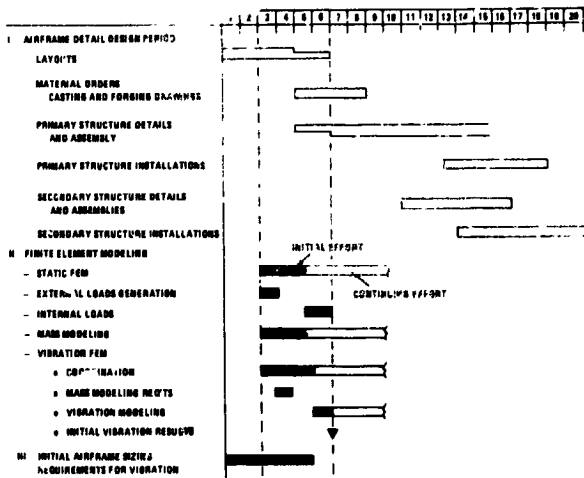 1 2 3 4 5 6 7 8 9 10 11 12 13 14 15 16 17 18 19 20
I AIRFRAME DETAIL DESIGN PERIOD
LAYOUTS
MATERIAL ORDERS
CASTING AND FORGING DRAWINGS
PRIMARY STRUCTURE DETAILS
AND ASSEMBLY
PRIMARY STRUCTURE INSTALLATIONS
SECONDARY STRUCTURE DETAILS
AND ASSEMBLIES
SECONDARY STRUCTURE INSTALLATIONS
II FINITE ELEMENT MODELING
INITIAL EFFORT
– STATIC FEM
– EXTERNAL LOADS GENERATION
CONTINUING EFFORT
– INTERNAL LOADS
– MASS MODELING
– VIBRATION FEM
o COORDINATION
o MASS MODELING REQTS
o VIBRATION MODELING
o INITIAL VIBRATION RESULTS
III INITIAL AIRFRAME SIZING
REQUIREMENTS FOR VIBRATION